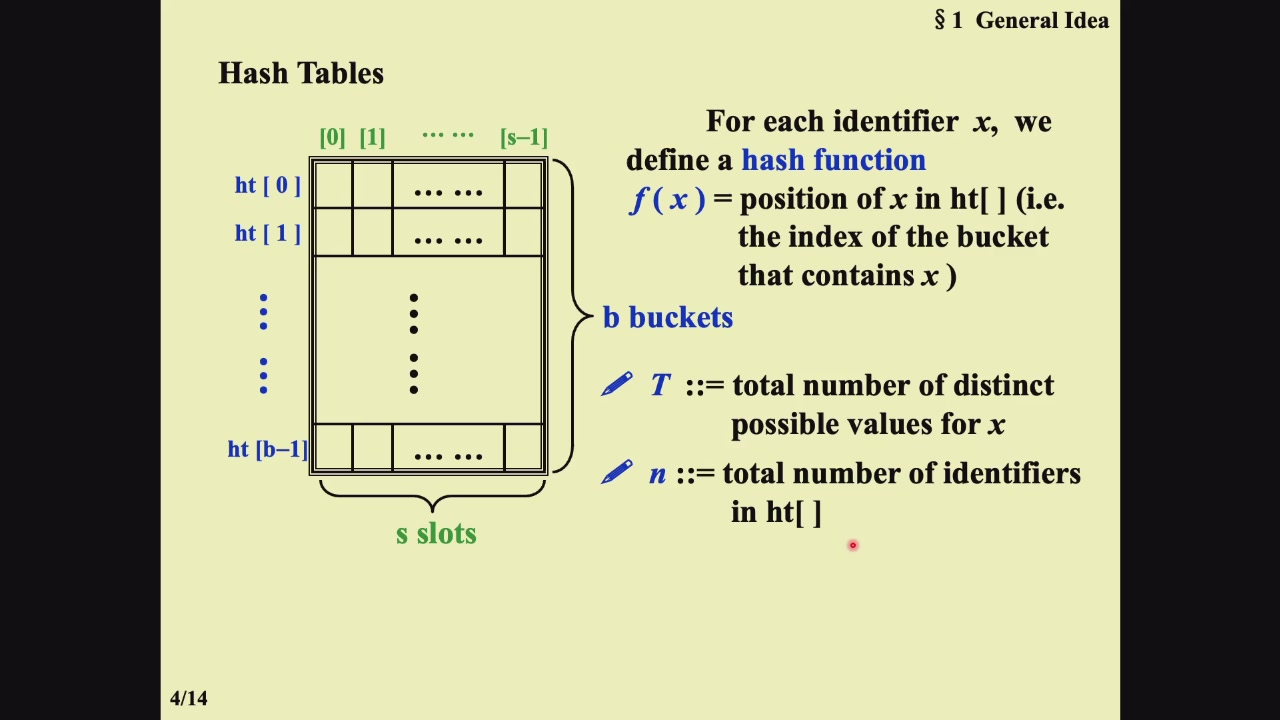 § 1 General Idea
Hash Tables
[0] [1] ··· ··· [s–1]
ht [ 0 ] ... ...
ht [ 1 ] ... ...
ht [b–1] ... ...
s slots
b buckets
For each identifier x, we
define a hash function
f ( x ) = position of x in ht[ ] (i.e.
the index of the bucket
that contains x )
T ::= total number of distinct
possible values for x
n ::= total number of identifiers
in ht[ ]
4/14